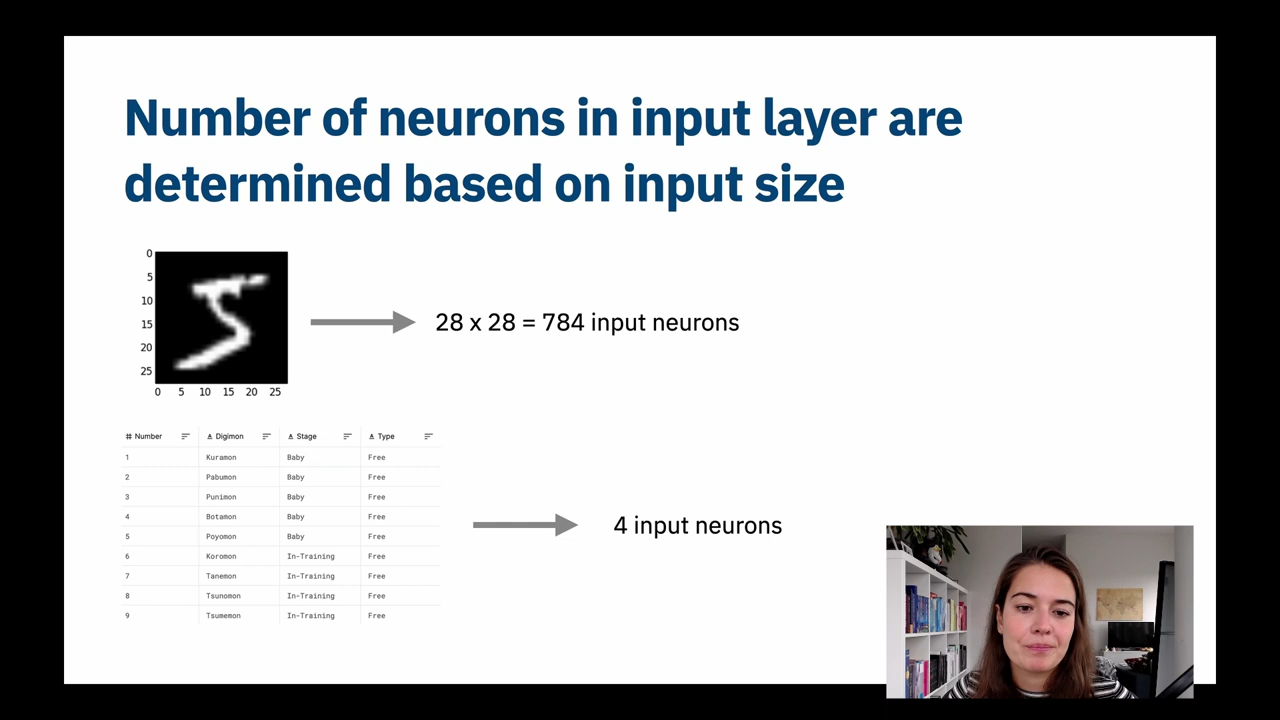 Number of neurons in input layer are
determined based on input size
0
5
10
15
20
25
0 5 10 15 20 25
28 x 28 = 784 input neurons
# Number A Digimon A Stage A Type
1 Kuramon Baby Free
2 Pabumon Baby Free
3 Punimon Baby Free
4 Botamon Baby Free
5 Poyomon Baby Free
6 Koromon In-Training Free
7 Tanemon In-Training Free
8 Tsunomon In-Training Free
9 Tsumemon In-Training Free
4 input neurons